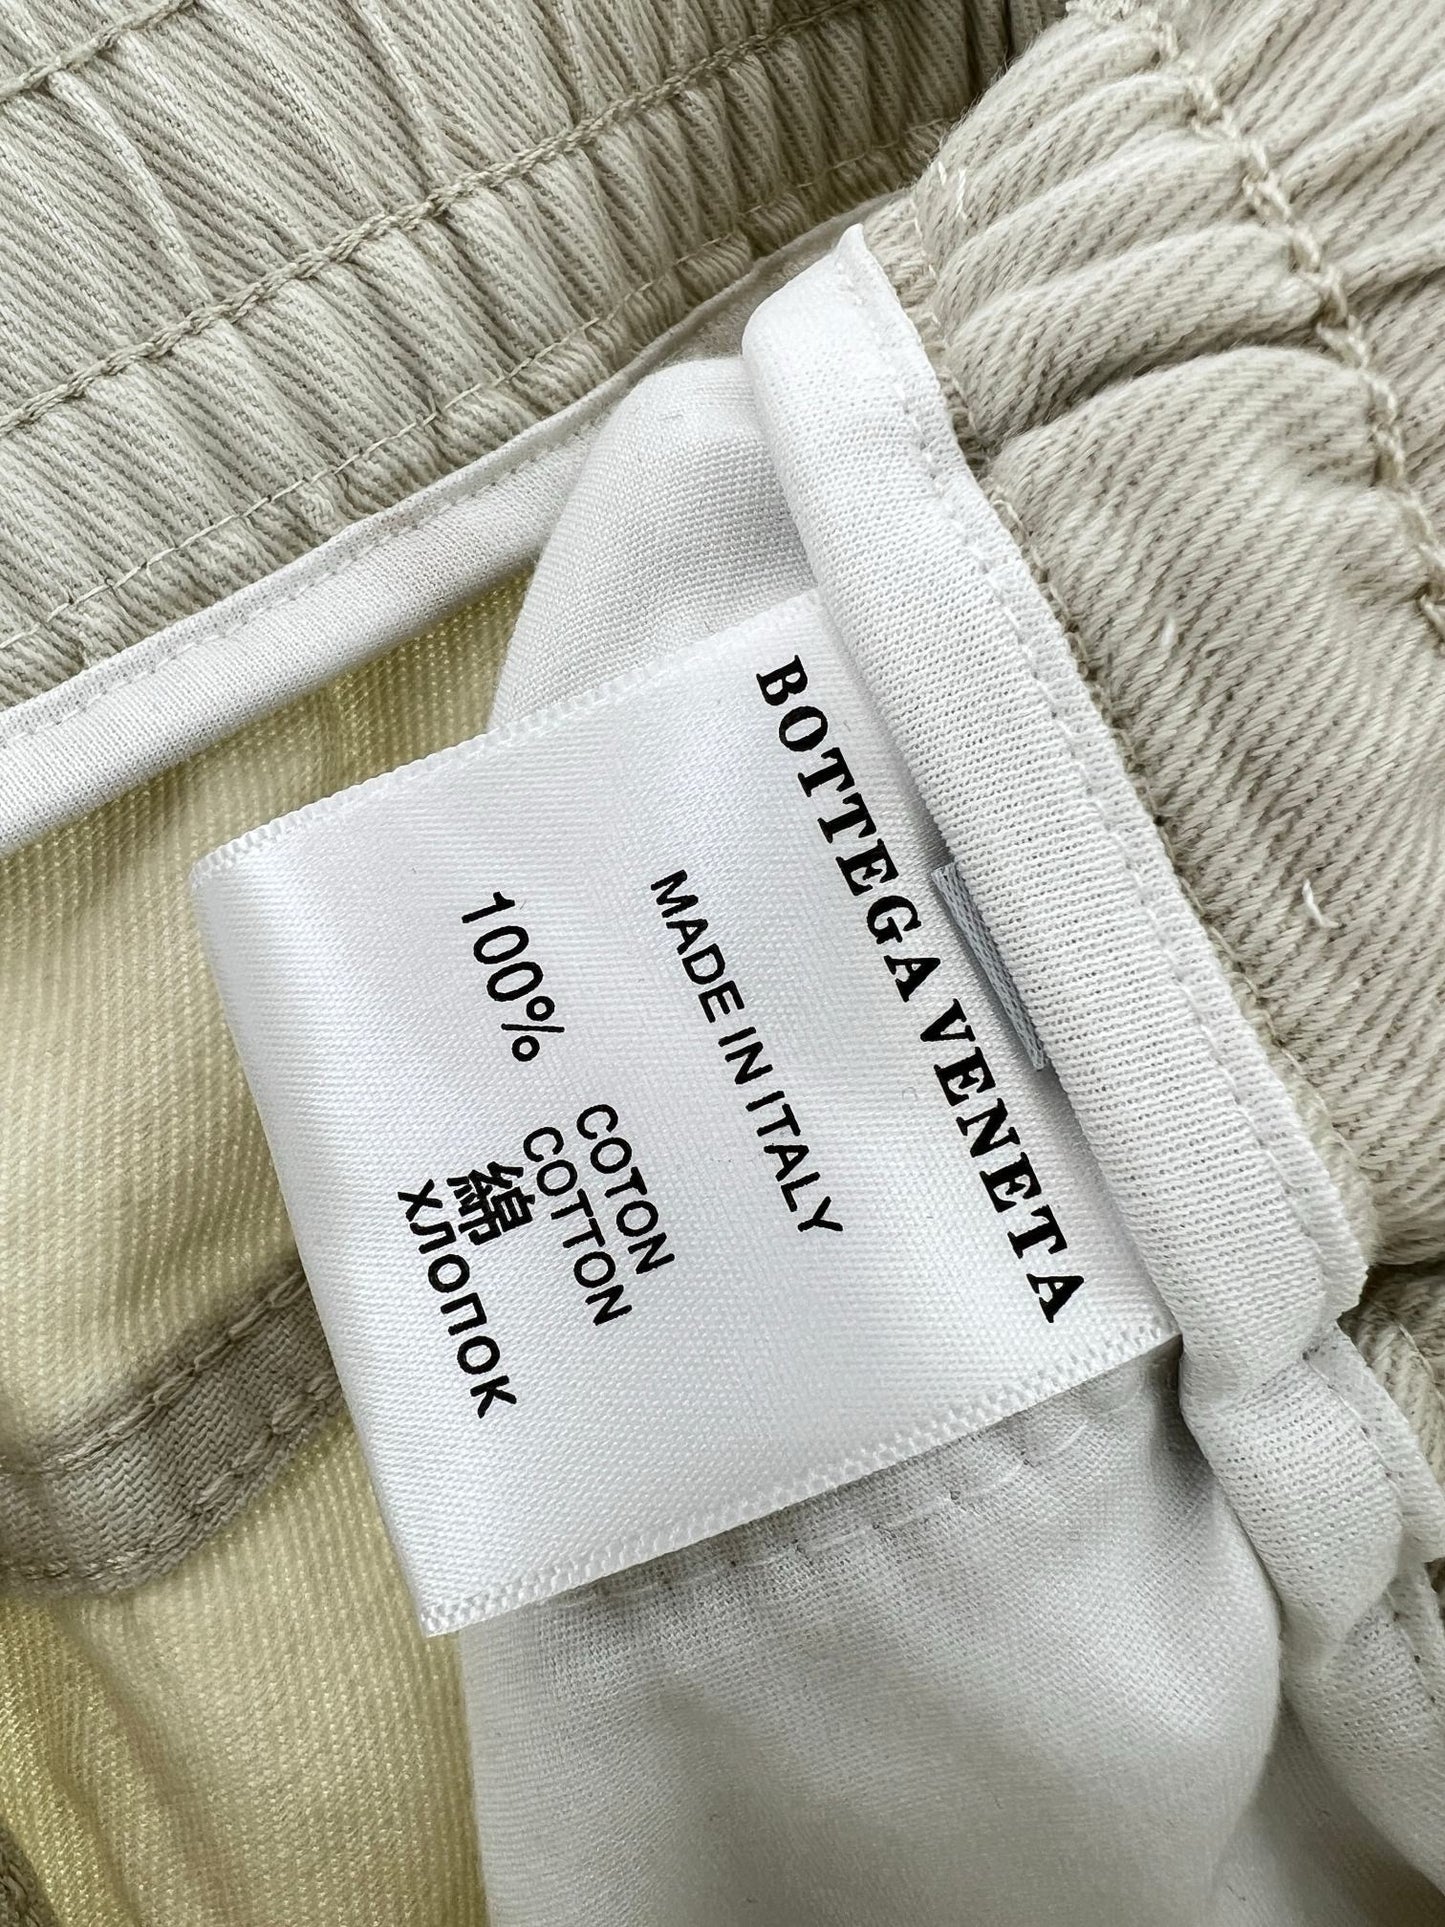 BOTTEGA VENETA
MADE IN ITALY
100%
COTON
COTTON
綿
ХЛОПОК